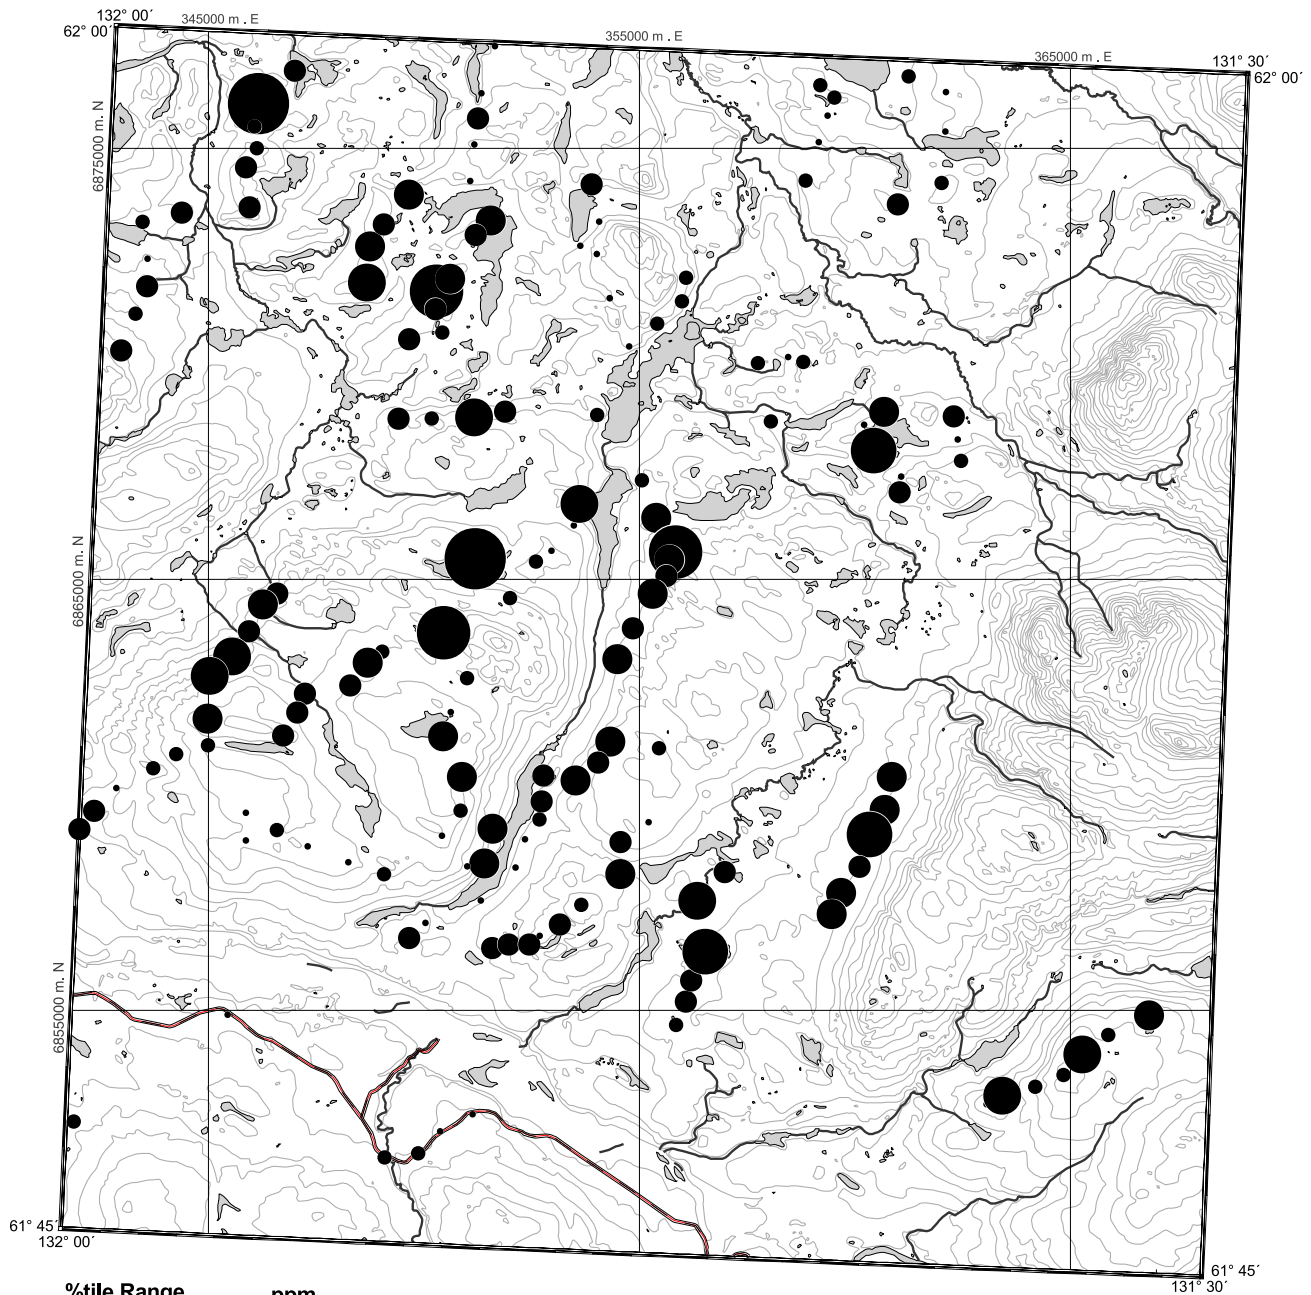 132° 00´
345000 m . E
62° 00´
355000 m . E
365000 m . E
131° 30´
62° 00´
6875000 m. N
6865000 m. N
6855000 m. N
61° 45´
132° 00´
61° 45´
131° 30´
%tile Range ppm